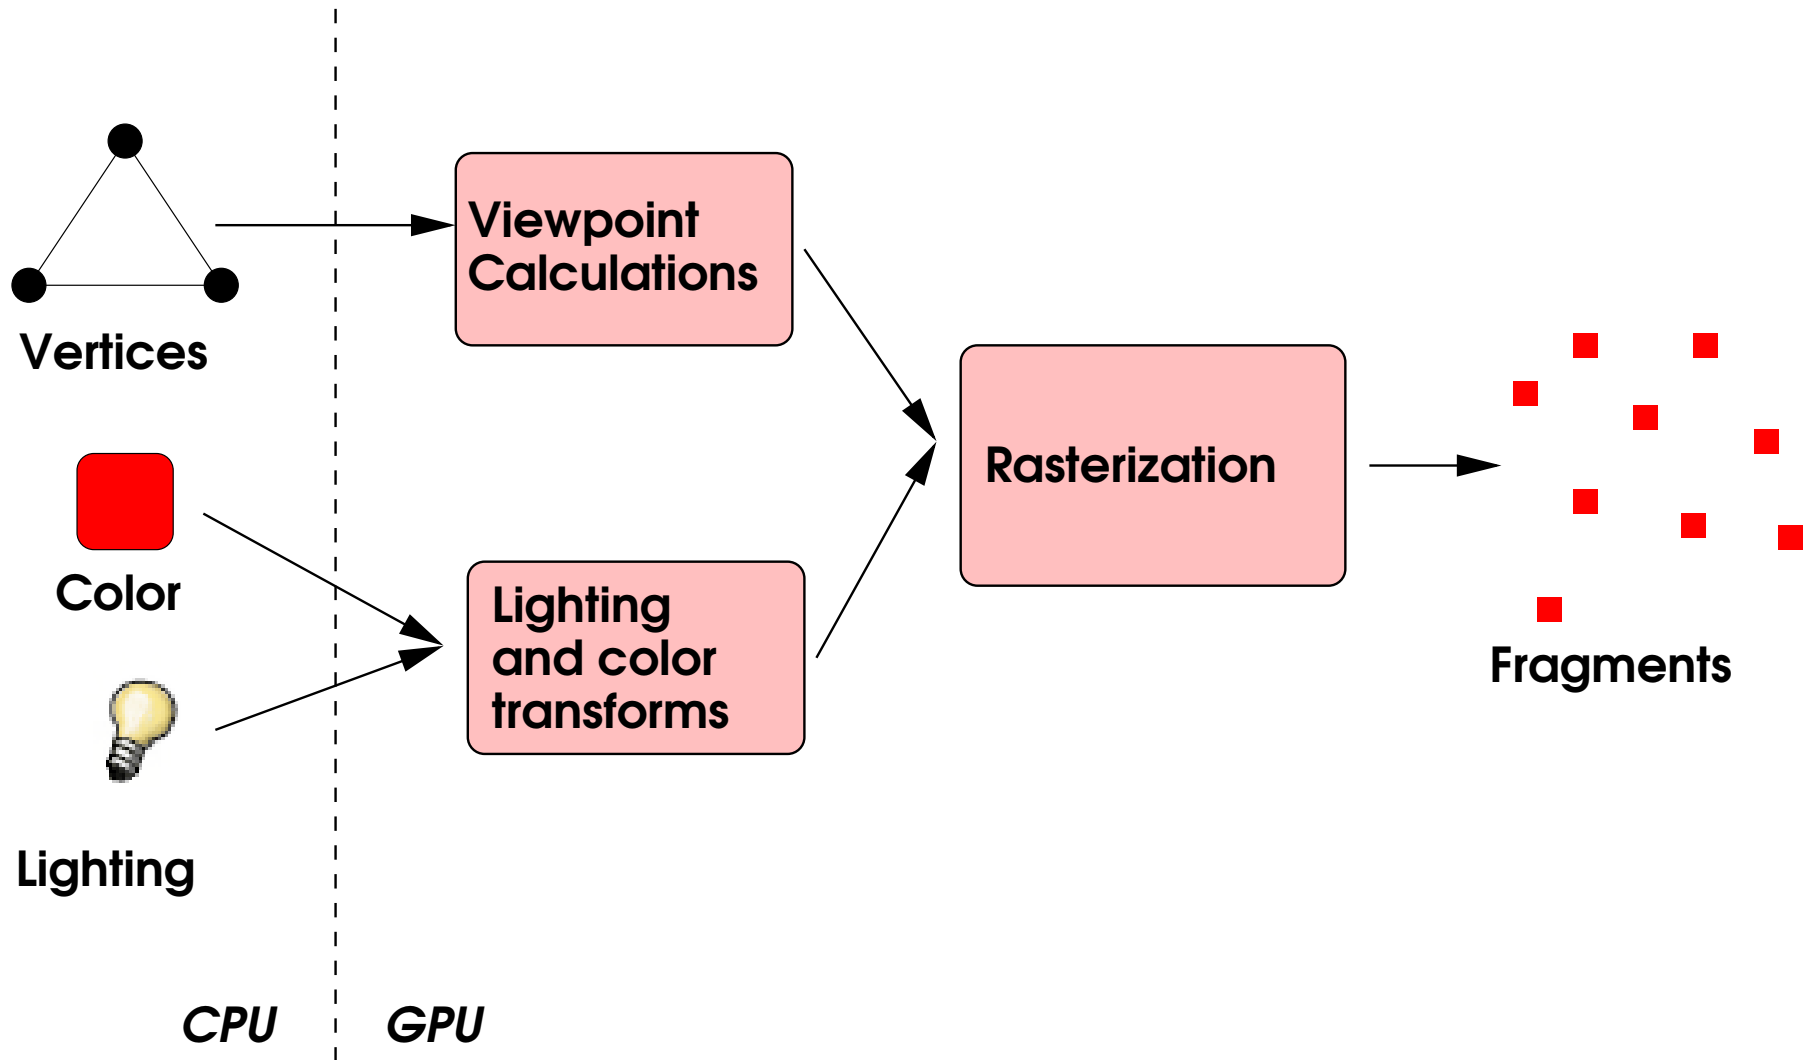 Vertices
Color
Lighting
CPU
GPU
Viewpoint
Calculations
Lighting
and color
transforms
Rasterization
Fragments